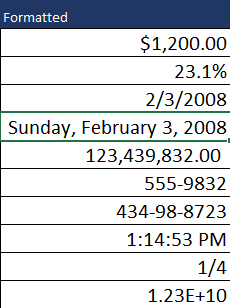 Formatted
$1,200.00
23.1%
2/3/2008
Sunday, February 3, 2008
123,439,832.00
555-9832
434-98-8723
1:14:53 PM
1/4
1.23E+10